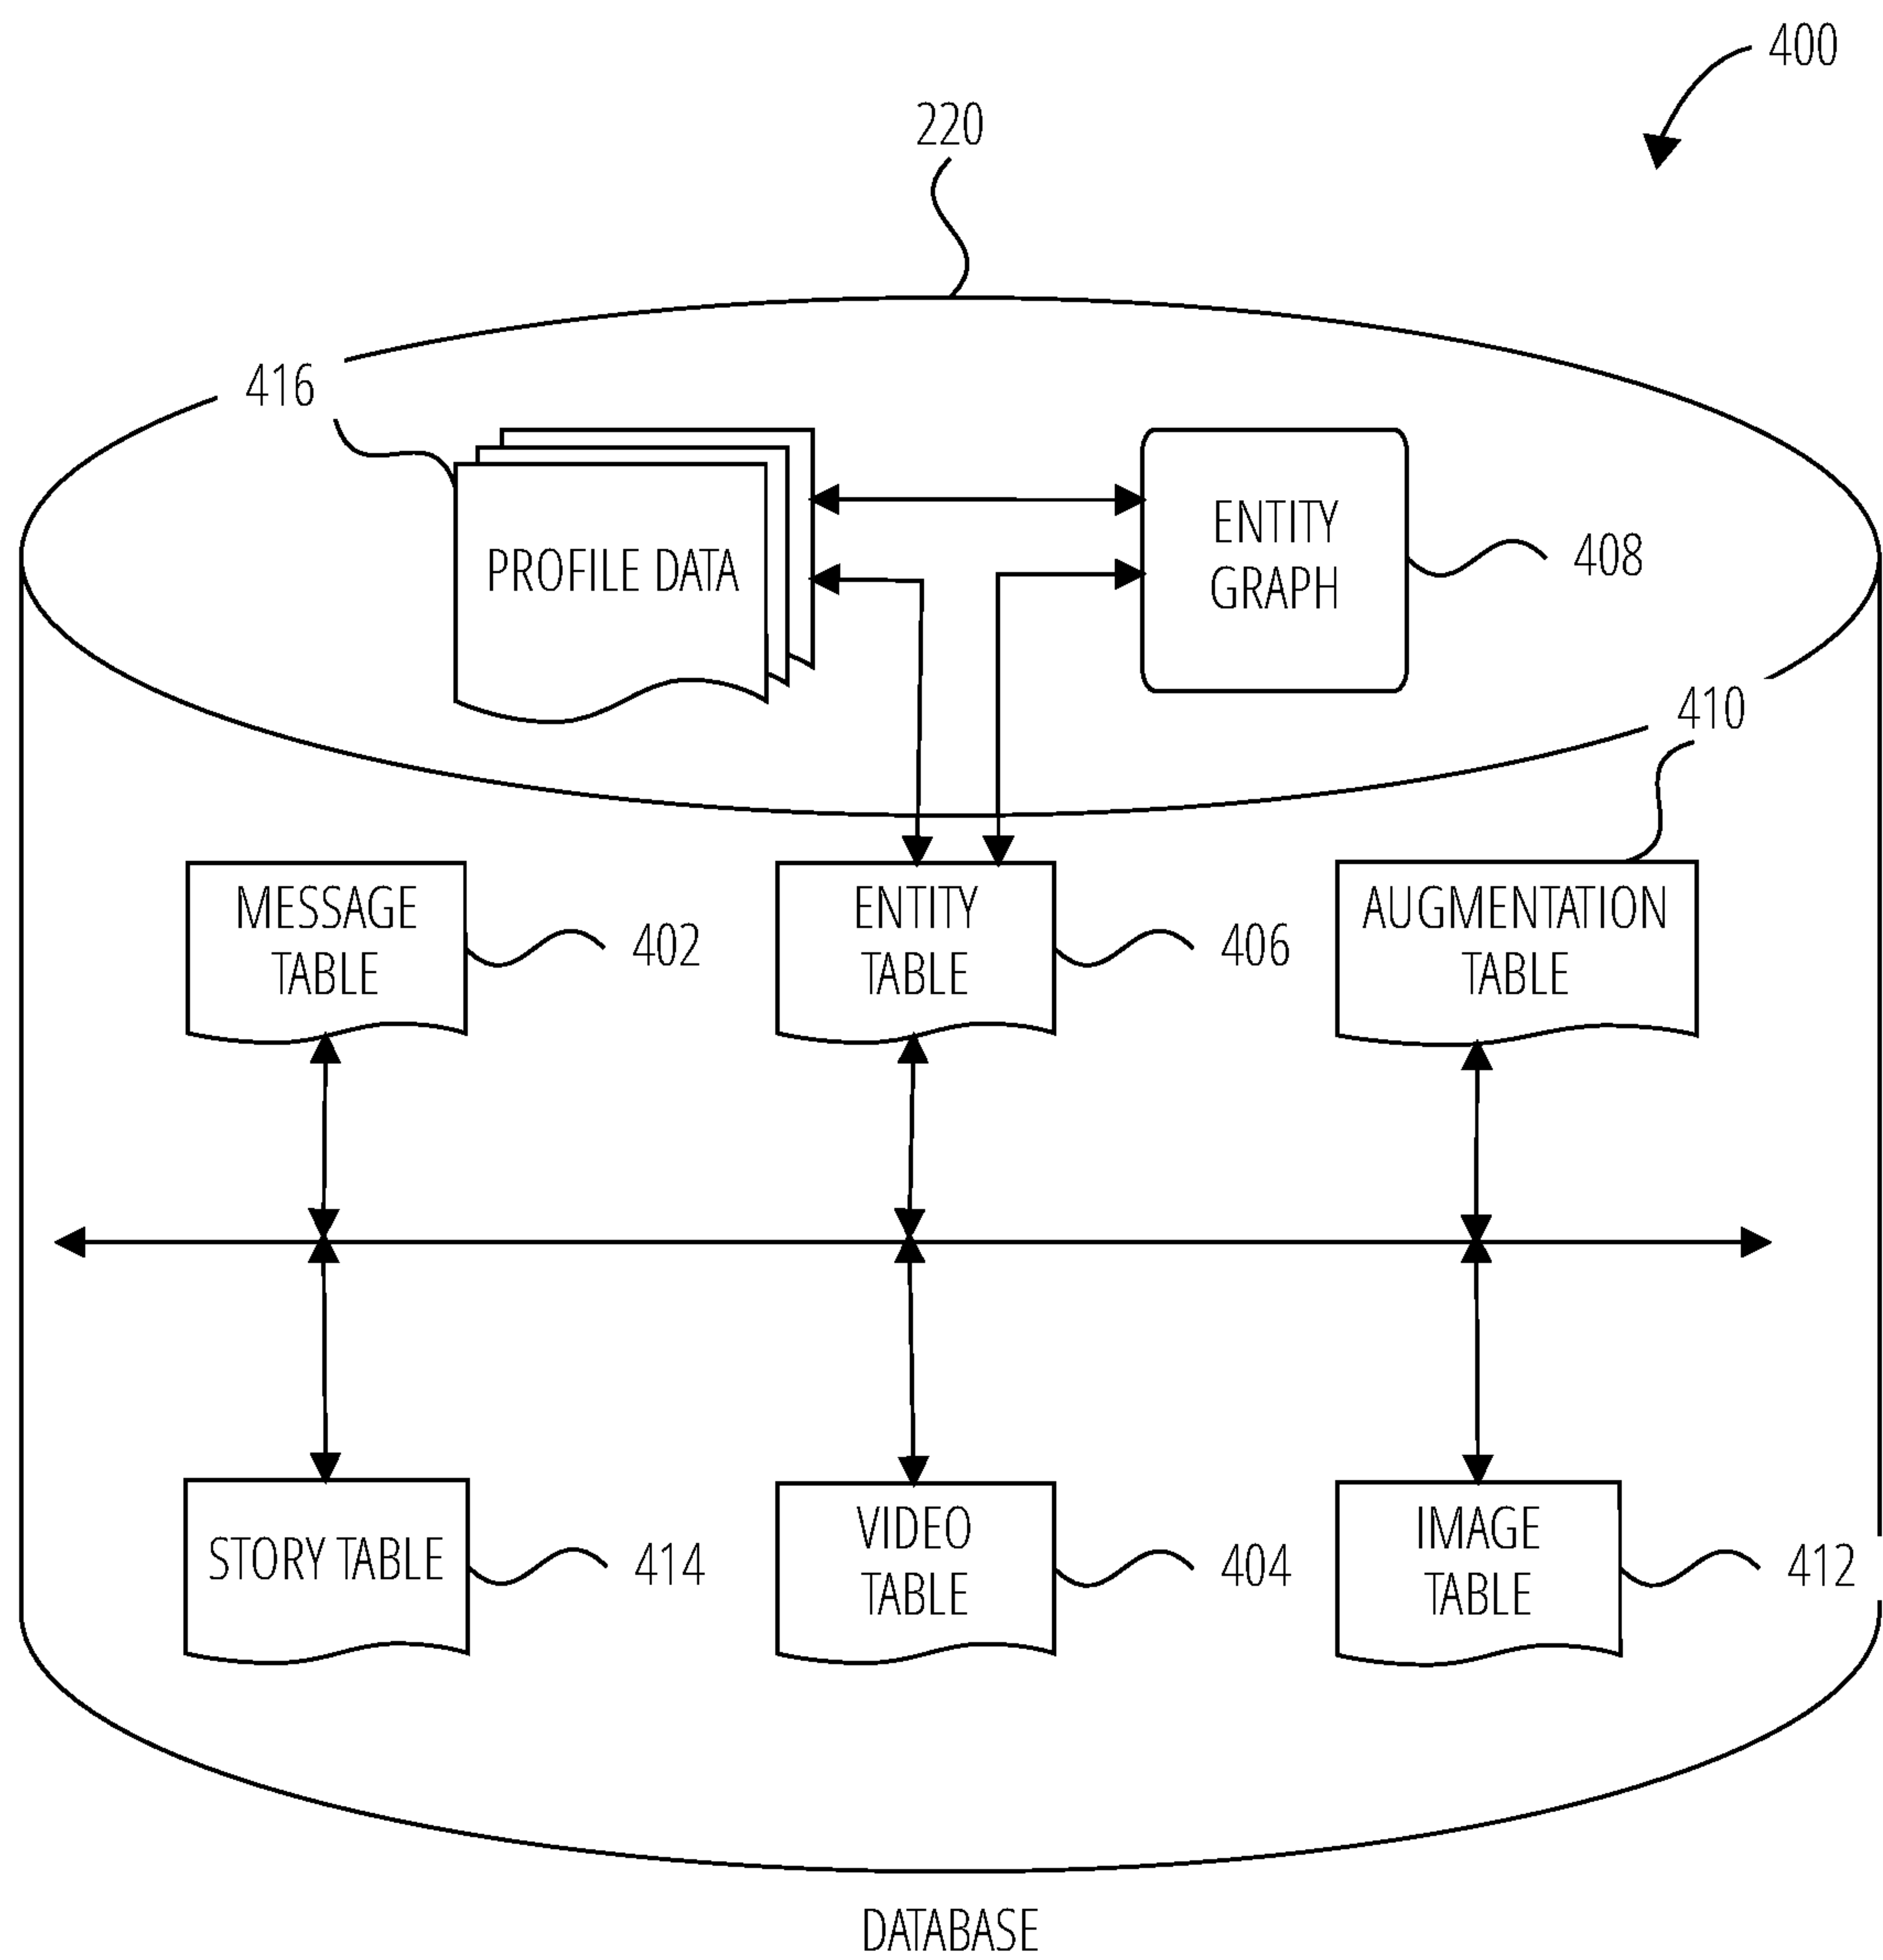 400
220
416
PROFILE DATA
ENTITY
GRAPH
408
410
MESSAGE
TABLE
402
ENTITY
TABLE
406
AUGMENTATION
TABLE
STORY TABLE
414
VIDEO
TABLE
404
IMAGE
TABLE
412
DATABASE